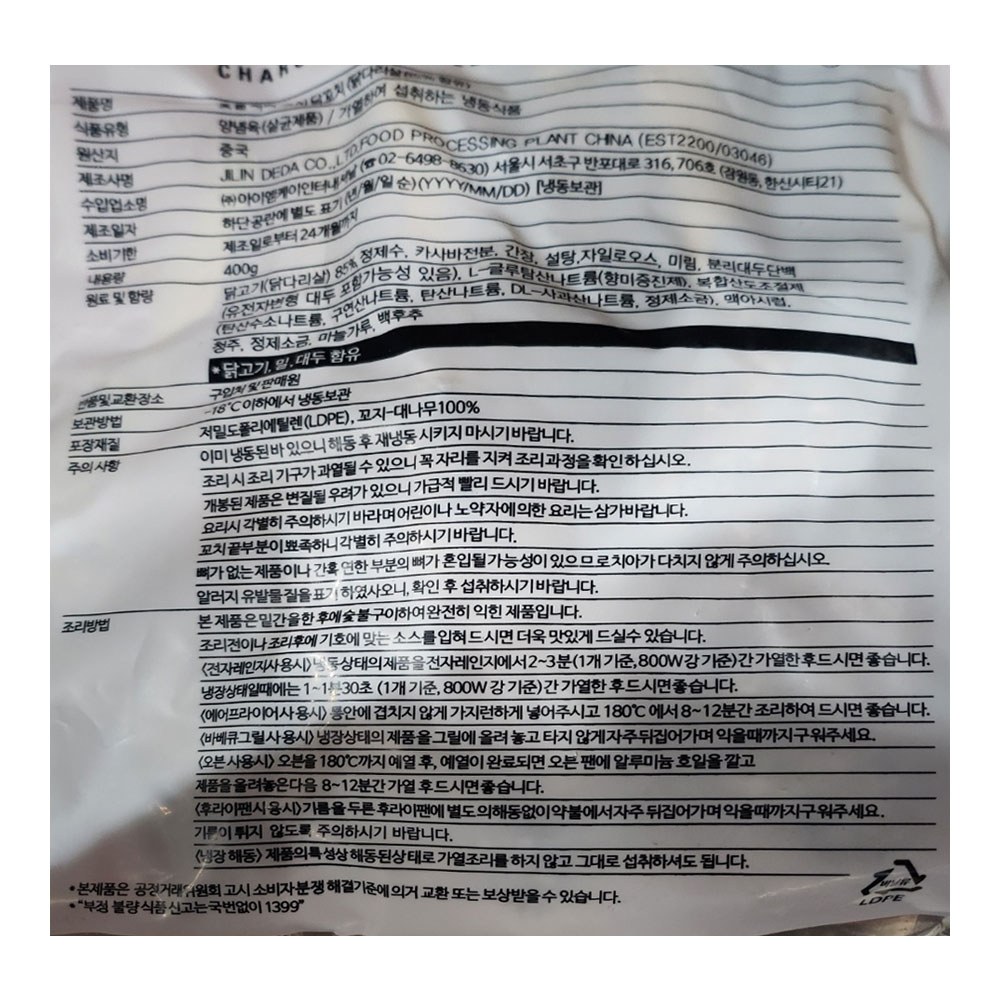 CHAR
제품명 닭꼬치 (닭다리살
식품유형 양념육(살균제품) / 가열하여 섭취하는 냉동식품
원산지 중국
제조사명 JILIN DEDA CO.,LTD.FOOD PROCESSING PLANT CHINA (EST2200/03046)
수입업소명 ㈜아이엠케이인터내셔날 (☎ 02-6498-8630) 서울시 서초구 반포대로 316, 706호 (잠원동, 한신시티21)
제조일자 하단 공란에 별도 표기 (년/월/일 순)(YYYY/MM/DD) [냉동보관]
소비기한 제조일로부터 24개월까지
내용량 400g
원료 및 함량 닭고기(닭다리살) 85%, 정제수, 카사바전분, 간장, 설탕,자일로오스, 미림, 분리대두단백
(유전자변형 대두 포함가능성 있음), L-글루탐산나트륨(향미증진제), 복합산도조절제
(탄산수소나트륨, 구연산나트륨, 탄산나트륨, DL-사과산나트륨, 정제소금), 맥아시럽,
청주, 정제소금, 마늘가루, 백후추
*닭고기, 밀, 대두 함유
반품및교환장소 구입처 및 판매원
보관방법 -18℃이하에서 냉동보관
포장재질 저밀도폴리에틸렌(LDPE), 꼬지-대나무100%
주의 사항 이미 냉동된바 있으니 해동 후 재냉동 시키지 마시기 바랍니다.
조리 시 조리 기구가 과열될 수 있으니 꼭 자리를 지켜 조리과정을 확인하십시오.
개봉된 제품은 변질될 우려가 있으니 가급적 빨리 드시기 바랍니다.
요리시 각별히 주의하시기 바라며 어린이나 노약자에 의한 요리는 삼가바랍니다.
꼬치 끝부분이 뾰족하니 각별히 주의하시기 바랍니다.
뼈가 없는 제품이나 간혹 연한 부분의 뼈가 혼입될 가능성이 있으므로 치아가 다치지 않게 주의하십시오
알러지 유발물질을 표기 하였사오니, 확인 후 섭취하시기 바랍니다.
조리방법 본 제품은 밑간을 한 후에 숯불구이하여 완전히 익힌 제품입니다.
조리전이나 조리후에 기호에 맞는 소스를 입혀 드시면 더욱 맛있게 드실수 있습니다.
〈전자레인지사용시〉 냉동상태의 제품을 전자레인지에서 2~3분(1개 기준, 800W 강 기준)간 가열한 후 드시면 좋습니다.
냉장상태일때에는 1~1분30초 (1개 기준, 800W 강 기준)간 가열한 후 드시면 좋습니다.
〈에어프라이어사용시〉 통안에 겹치지 않게 가지런하게 넣어주시고 180℃ 에서 8~12분간 조리하여 드시면 좋습니다.
〈바베큐그릴사용시〉 냉장상태의 제품을 그릴에 올려 놓고 타지 않게 자주 뒤집어가며 익을때까지 구워주세요.
〈오븐 사용시〉 오븐을 180℃까지 예열 후, 예열이 완료되면 오븐 팬에 알루미늄 호일을 깔고
제품을 올려놓은다음 8~12분간 가열 후 드시면 좋습니다.
〈후라이팬시용시〉 기름을 두른 후라이팬에 별도의 해동없이 약불에서 자주 뒤집어가며 익을때까지 구워주세요.
기름이 튀지 않도록 주의하시기 바랍니다.
〈냉장 해동〉 제품의 특성상 해동된상태로 가열조리를 하지 않고 그대로 섭취하셔도 됩니다.
•본제품은 공정거래위원회 고시 소비자분쟁 해결기준에 의거 교환 또는 보상받을 수 있습니다.
•"부정 불량식품 신고는 국번없이 1399"
비닐류
LDPE